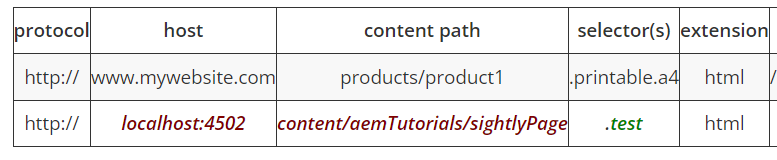 protocol host content path selector(s) extension
http:// www.mywebsite.com products/product1 .printable.a4 html /
http:// localhost:4502 content/aemTutorials/sightlyPage .test html